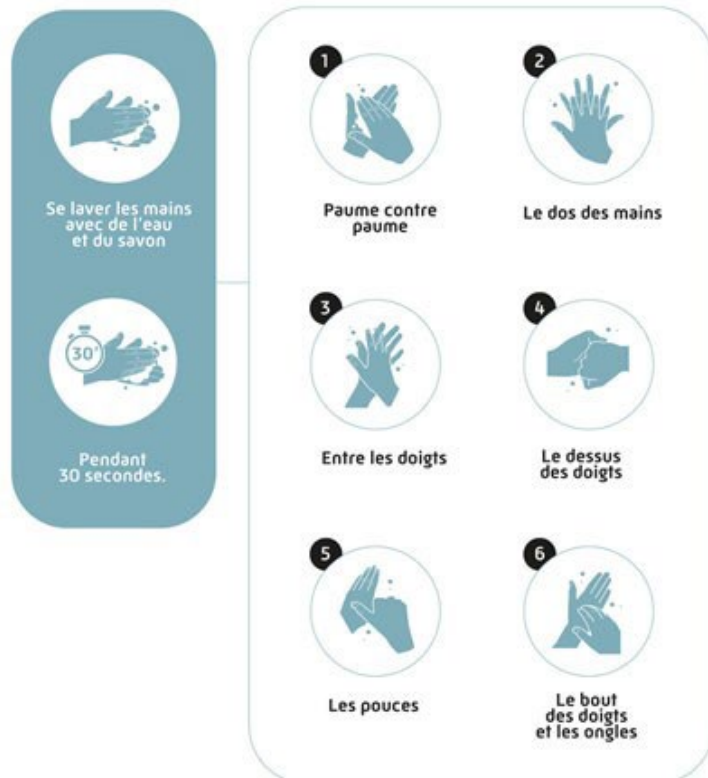 Se laver les mains
avec de l'eau
et du savon
30"
Pendant
30 secondes.
1
Paume contre
paume
2
Le dos des mains
3
Entre les doigts
4
Le dessus
des doigts
5
Les pouces
6
Le bout
des doigts
et les ongles